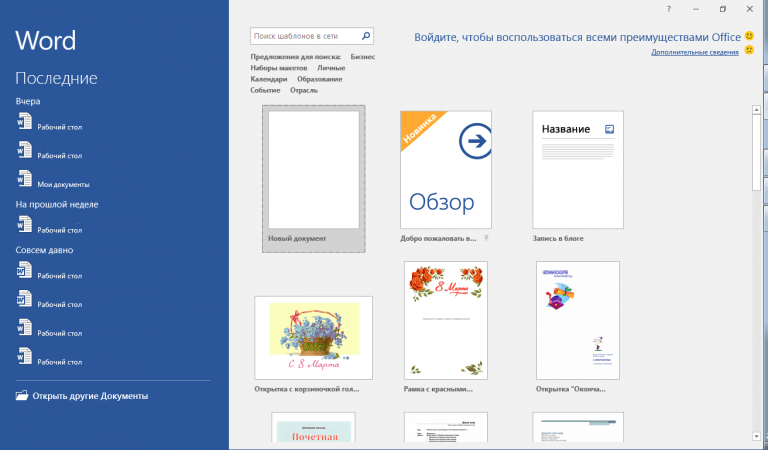 Word
Последние
Вчера
Рабочий стол
Рабочий стол
Мои документы
На прошлой неделе
Рабочий стол
Совсем давно
Рабочий стол
Рабочий стол
Рабочий стол
Рабочий стол
Открыть другие Документы
?
Поиск шаблонов в сети
Войдите, чтобы воспользоваться всеми преимуществами Office
Дополнительные сведения
Предложения для поиска: Бизнес
Наборы макетов Личные
Календари Образование
Событие Отрасль
Новинка
Обзор
Название
Новый документ
Добро пожаловать в...
Запись в блоге
С 8 Марта
8 Марта
Открытка с корзиночкой гол...
Рамка с красными...
Открытка "Оконча...
Почетная